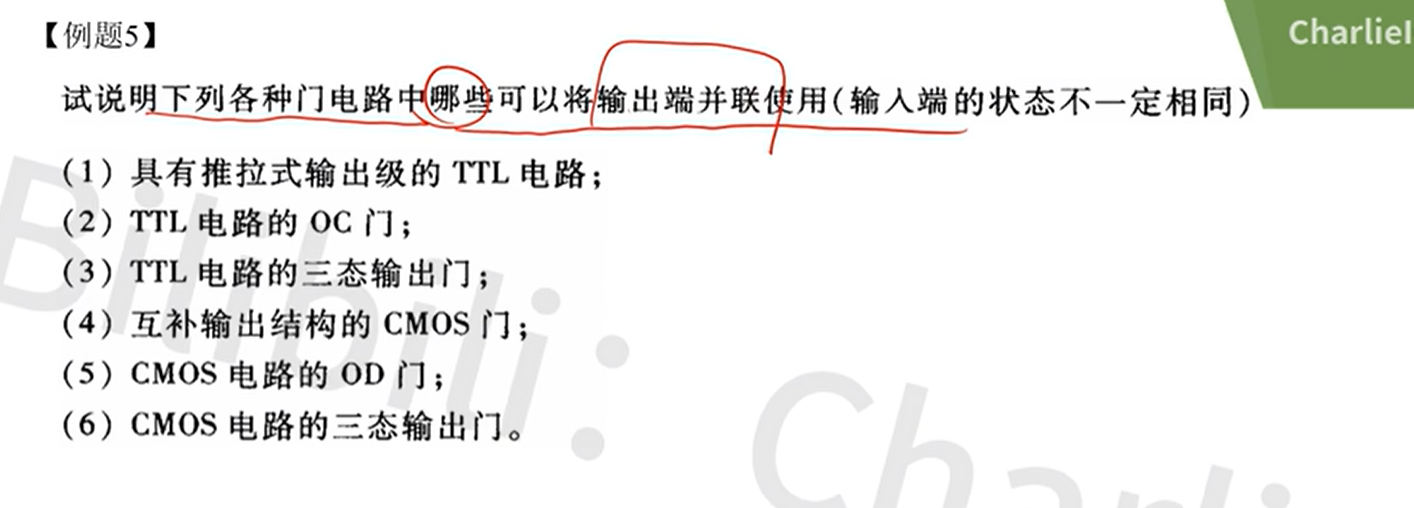 【例题5】
CharlieI
试说明下列各种门电路中哪些可以将输出端并联使用(输入端的状态不一定相同)
(1) 具有推拉式输出级的 TTL 电路;
(2) TTL 电路的 OC 门;
(3) TTL 电路的三态输出门;
(4) 互补输出结构的 CMOS 门;
(5) CMOS 电路的 OD 门;
(6) CMOS 电路的三态输出门。
Bilibili: Charli